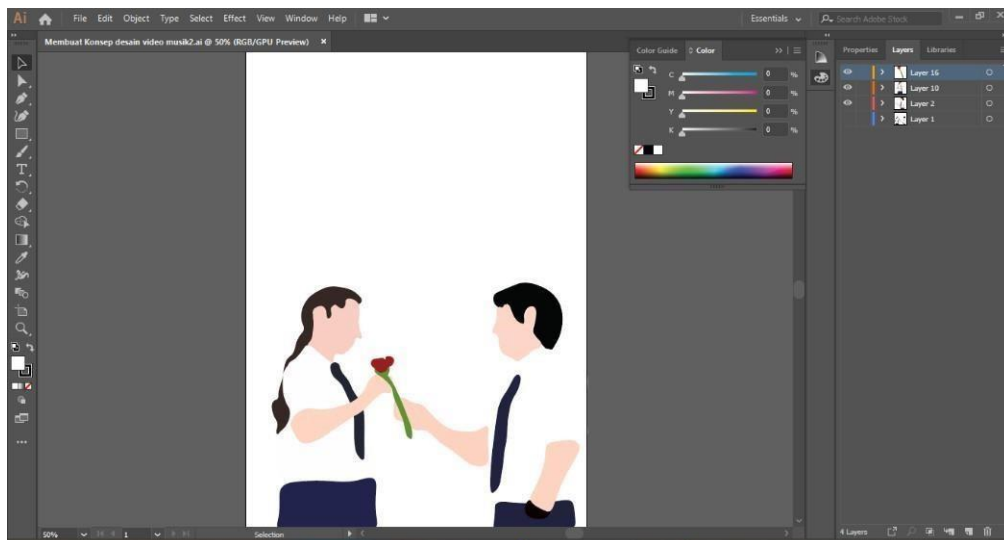 Ai File Edit Object Type Select Effect View Window Help Essentials Search Adobe Stock
Membuat Konsep desain video musik2.ai @ 50% (RGB/GPU Preview) ×
Color Guide Color
C 0 %
M 0 %
Y 0 %
K 0 %
Properties Layers Libraries
Layer 16
Layer 10
Layer 2
Layer 1
50% 1 Selection
4 Layers